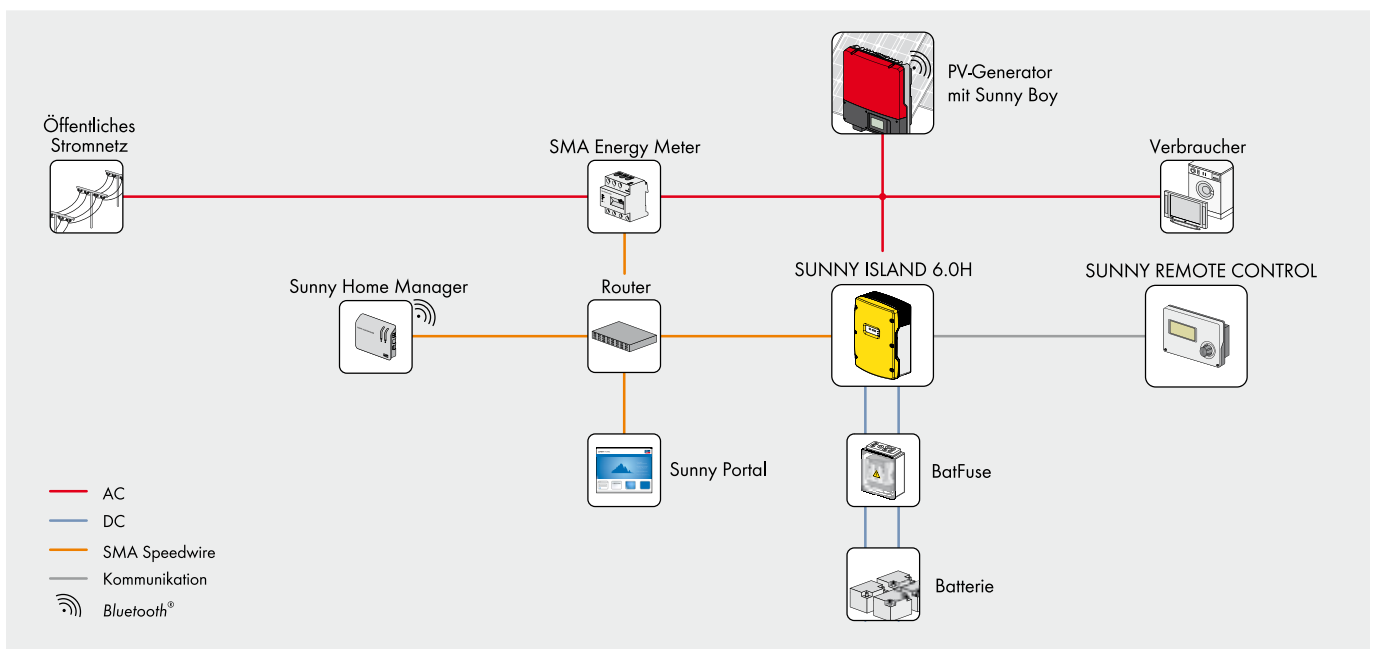 PV-Generator
mit Sunny Boy
Öffentliches
Stromnetz
SMA Energy Meter
Verbraucher
SUNNY ISLAND 6.0H
SUNNY REMOTE CONTROL
Sunny Home Manager
Router
Sunny Portal
BatFuse
Batterie
AC
DC
SMA Speedwire
Kommunikation
Bluetooth®